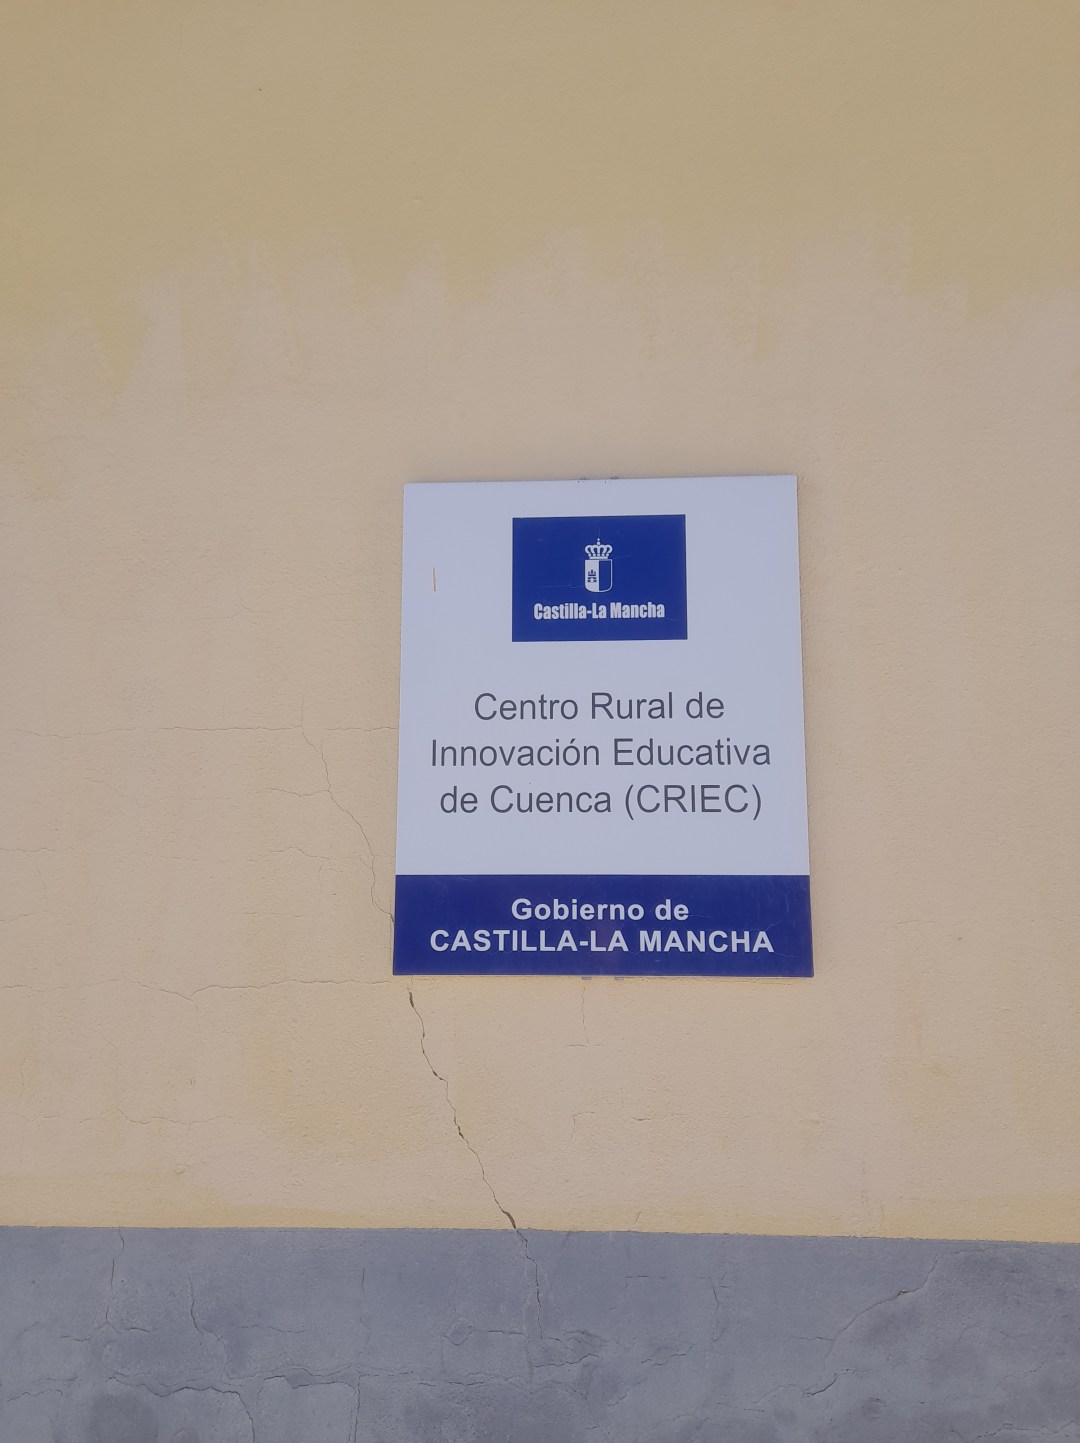 Castilla-La Mancha
Centro Rural de
Innovación Educativa
de Cuenca (CRIEC)
Gobierno de
CASTILLA-LA MANCHA